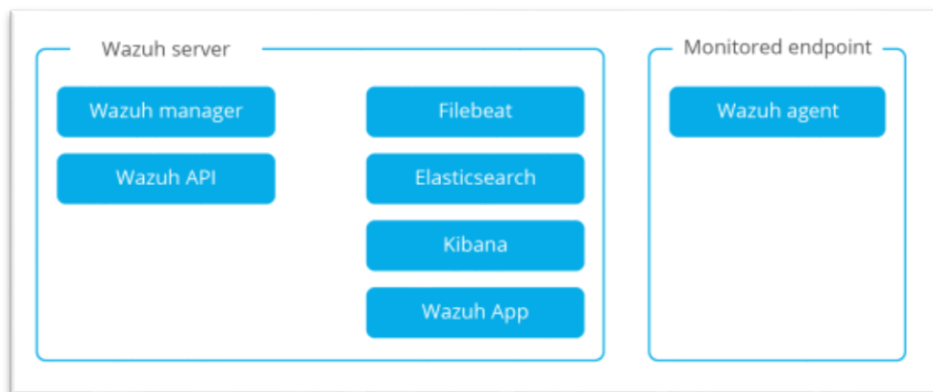 Wazuh server
Wazuh manager
Wazuh API
Filebeat
Elasticsearch
Kibana
Wazuh App
Monitored endpoint
Wazuh agent